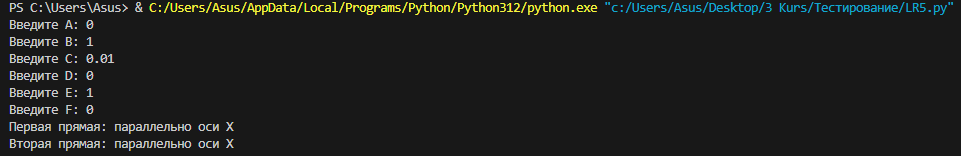 PS C:\Users\Asus> & C:/Users/Asus/AppData/Local/Programs/Python/Python312/python.exe "c:/Users/Asus/Desktop/3 Kurs/Тестирование/LR5.py"
Введите A: 0
Введите B: 1
Введите C: 0.01
Введите D: 0
Введите E: 1
Введите F: 0
Первая прямая: параллельно оси X
Вторая прямая: параллельно оси X